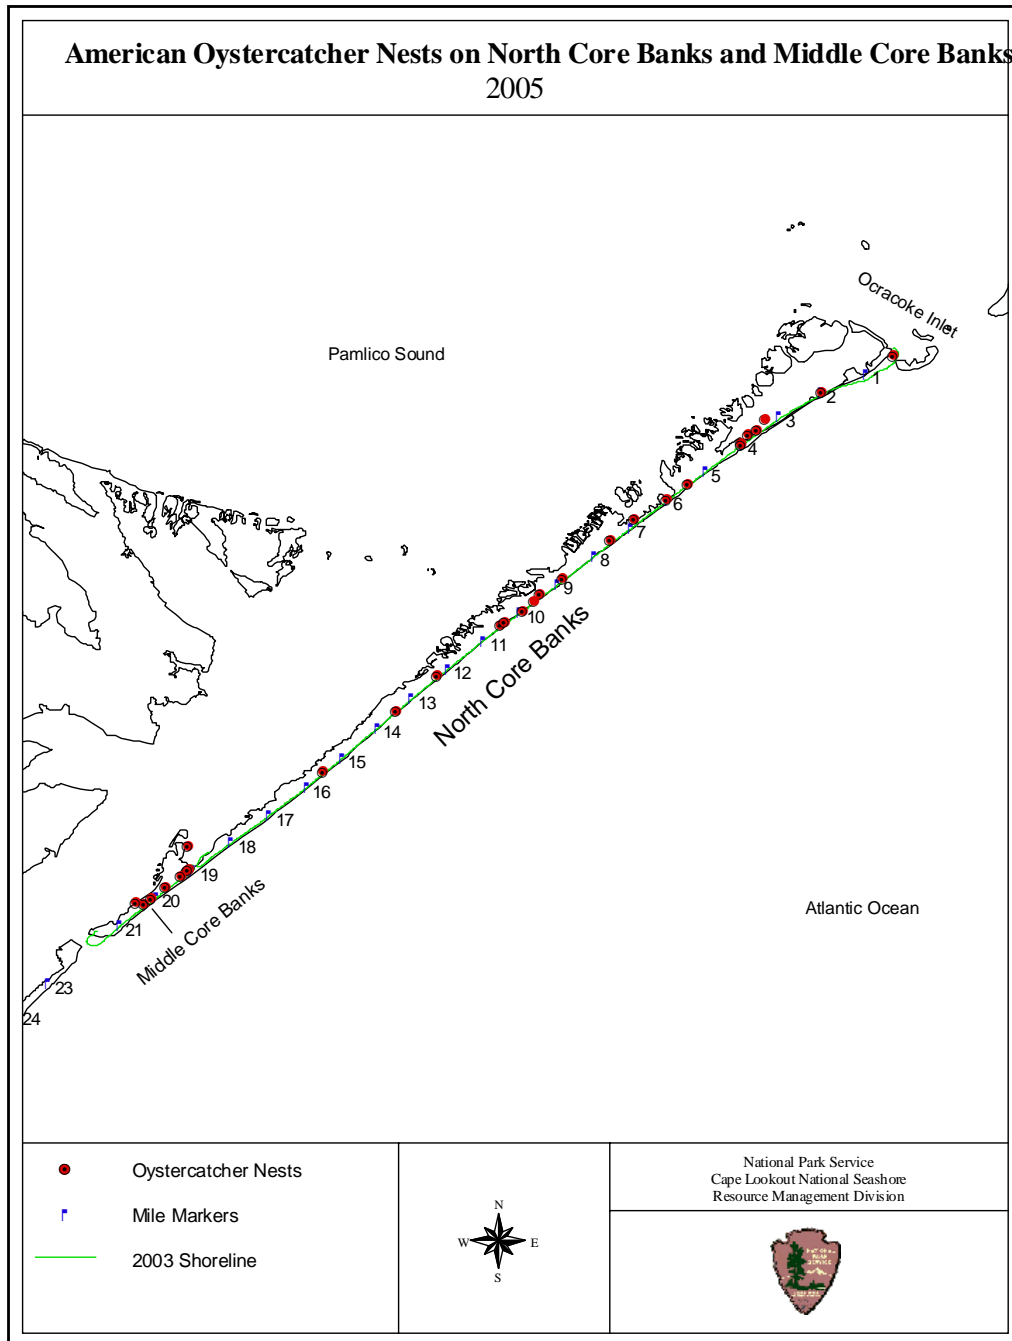 American Oystercatcher Nests on North Core Banks and Middle Core Banks
2005
Ocracoke Inlet
Pamlico Sound
1
2
3
4
5
6
7
8
9
10
11
12
13
14
15
16
17
18
19
20
21
23
24
North Core Banks
Middle Core Banks
Atlantic Ocean
Oystercatcher Nests
Mile Markers
2003 Shoreline
N
W E
S
National Park Service
Cape Lookout National Seashore
Resource Management Division
NATIONAL
PARK
SERVICE